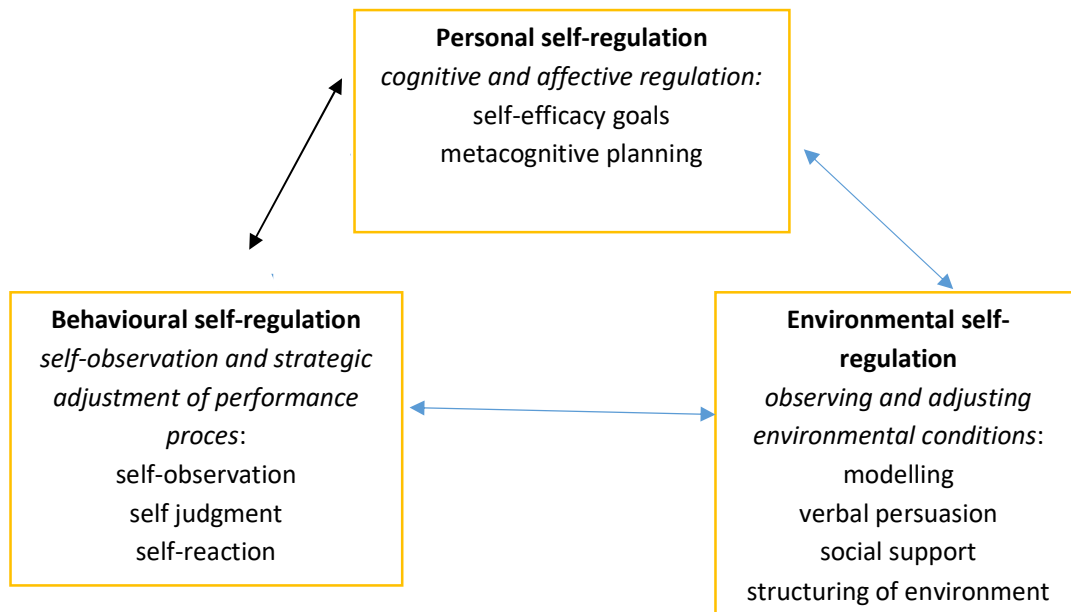 Personal self-regulation
cognitive and affective regulation:
self-efficacy goals
metacognitive planning
Behavioural self-regulation
self-observation and strategic
adjustment of performance
proces:
self-observation
self judgment
self-reaction
Environmental self-
regulation
observing and adjusting
environmental conditions:
modelling
verbal persuasion
social support
structuring of environment